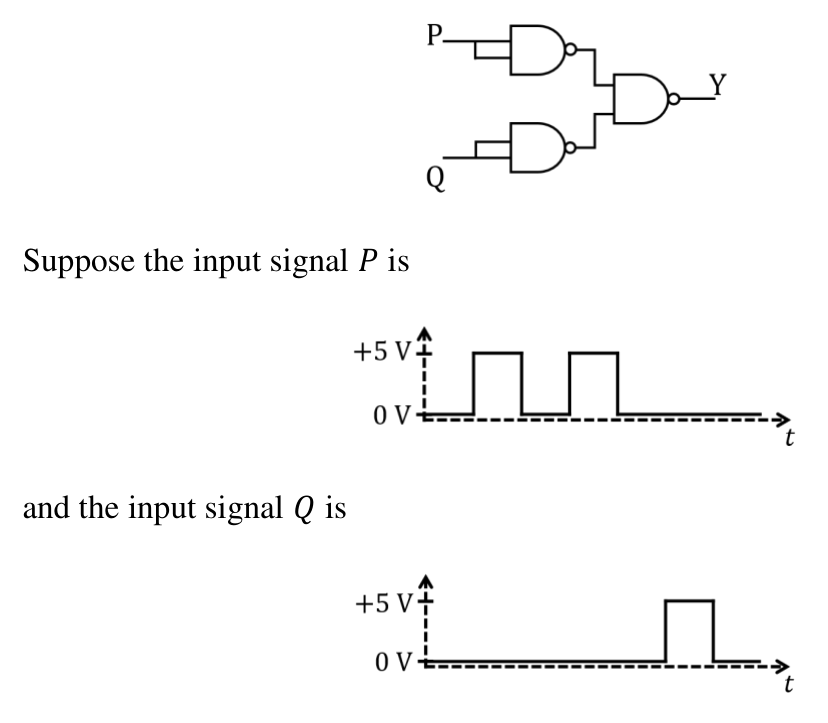 P
Y
Q
Suppose the input signal P is
+5 V
0 V
t
and the input signal Q is
+5 V
0 V
t